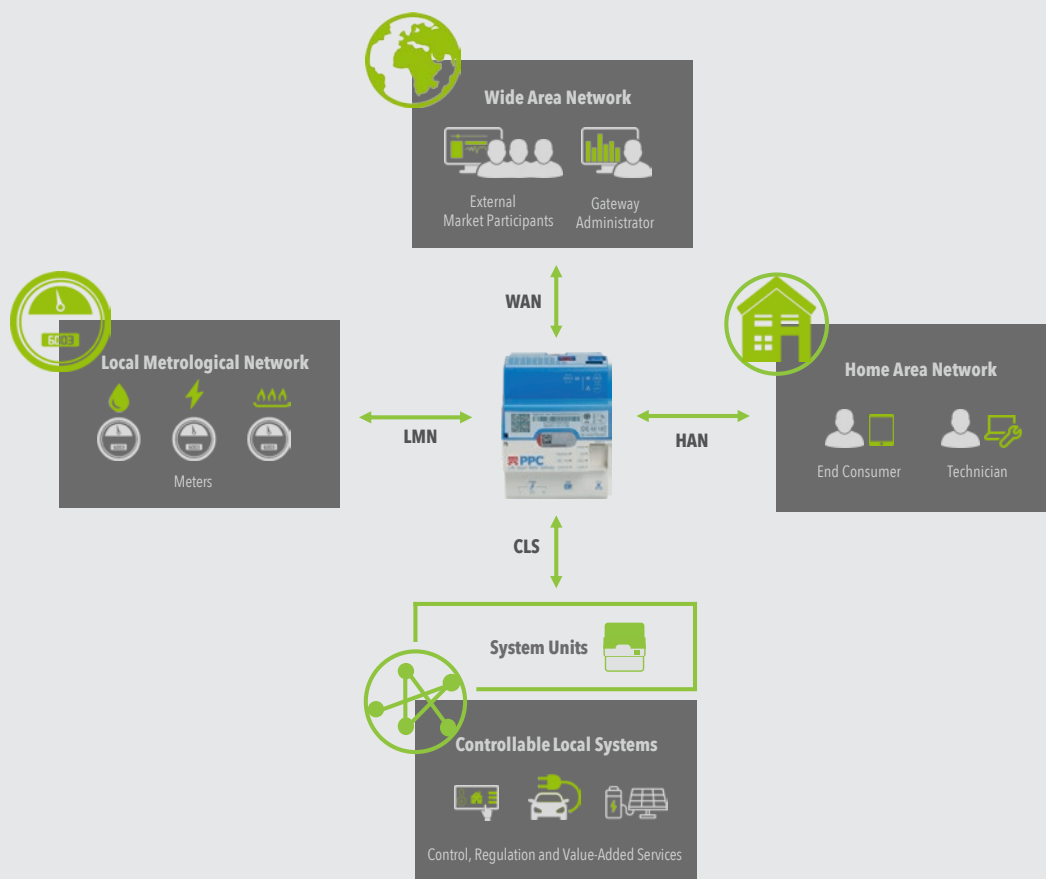 Wide Area Network
External
Market Participants
Gateway
Administrator
WAN
6003
Local Metrological Network
Meters
LMN
PPC
HAN
Home Area Network
End Consumer
Technician
CLS
System Units
Controllable Local Systems
Control, Regulation and Value-Added Services